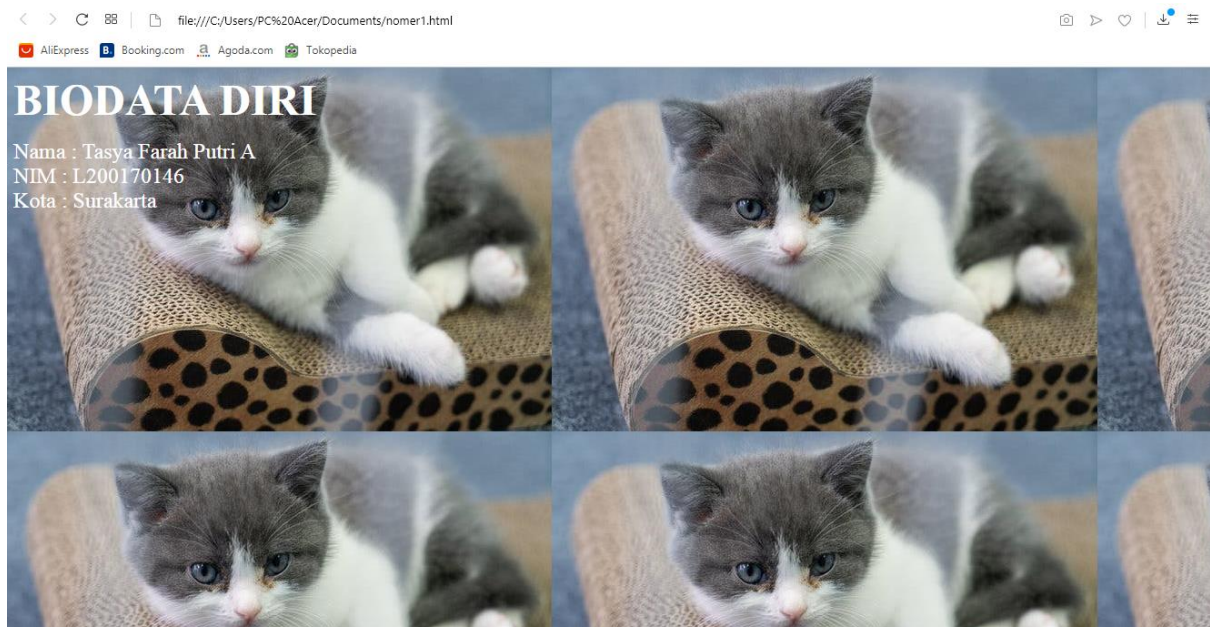 file:///C:/Users/PC%20Acer/Documents/nomer1.html
AliExpress B. Booking.com a Agoda.com Tokopedia
BIODATA DIRI
Nama : Tasya Farah Putri A
NIM : L200170146
Kota : Surakarta